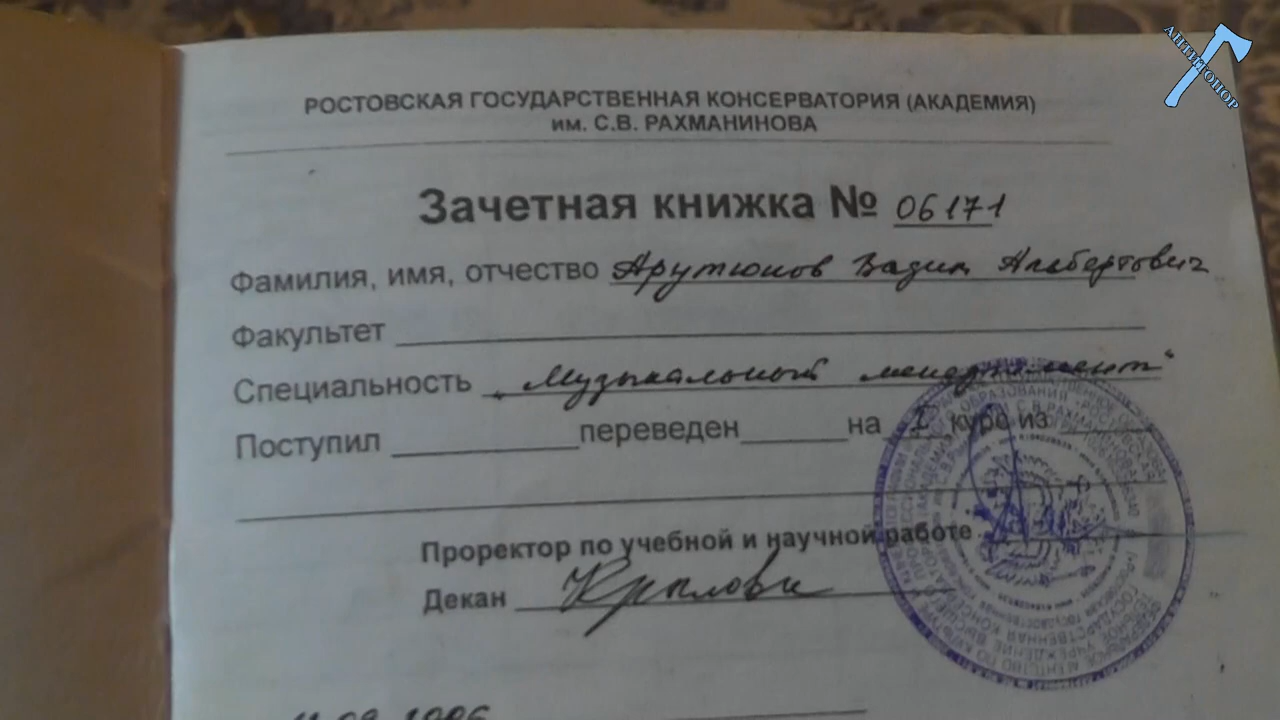 АНТИТОПОР
РОСТОВСКАЯ ГОСУДАРСТВЕННАЯ КОНСЕРВАТОРИЯ (АКАДЕМИЯ)
им. С.В. РАХМАНИНОВА
Зачетная книжка № 06171
Фамилия, имя, отчество Арутюнов Вадим Альбертович
Факультет
Специальность „Музыкальный менеджмент“
Поступил переведен на I курс из
Проректор по учебной и научной работе
Декан Крылова